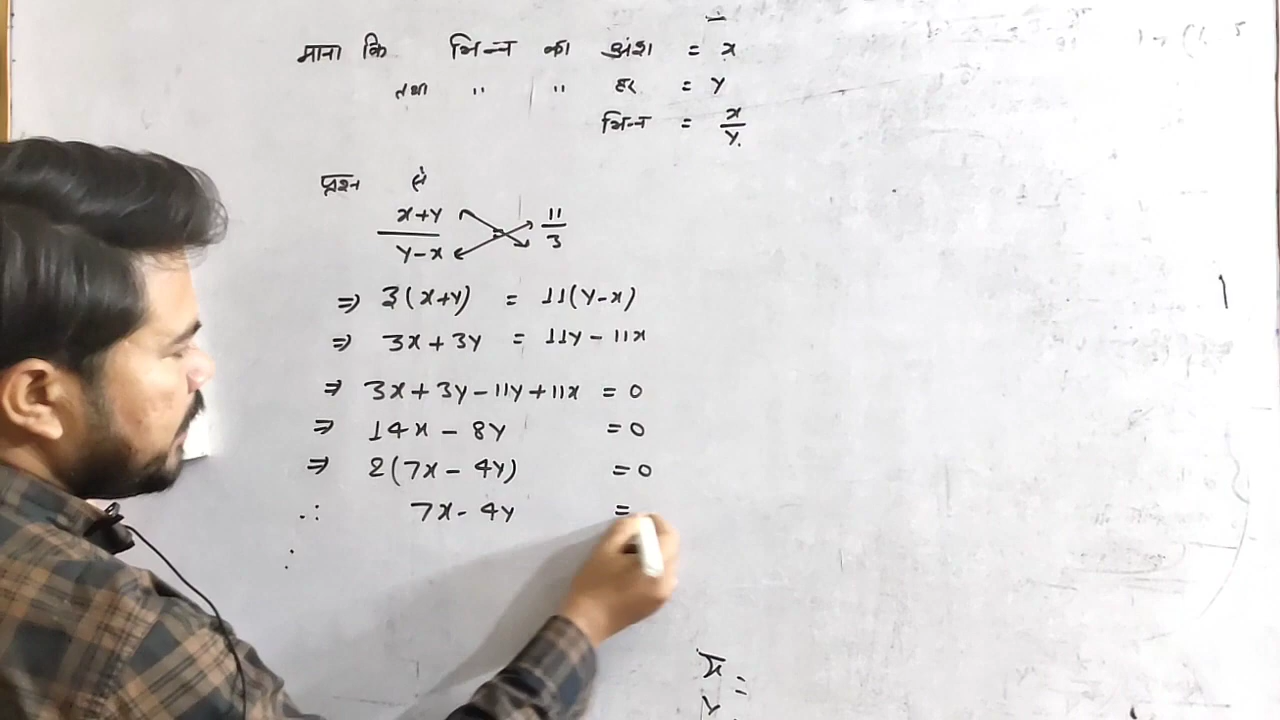 माना कि भिन्न का अंश = x
तथा " " हर = y
भिन्न = x/y
प्रश्न से
x+y/y-x = 11/3
=> 3(x+y) = 11(y-x)
=> 3x+3y = 11y-11x
=> 3x+3y-11y+11x = 0
=> 14x-8y = 0
=> 2(7x-4y) = 0
∴ 7x-4y =
x =
y